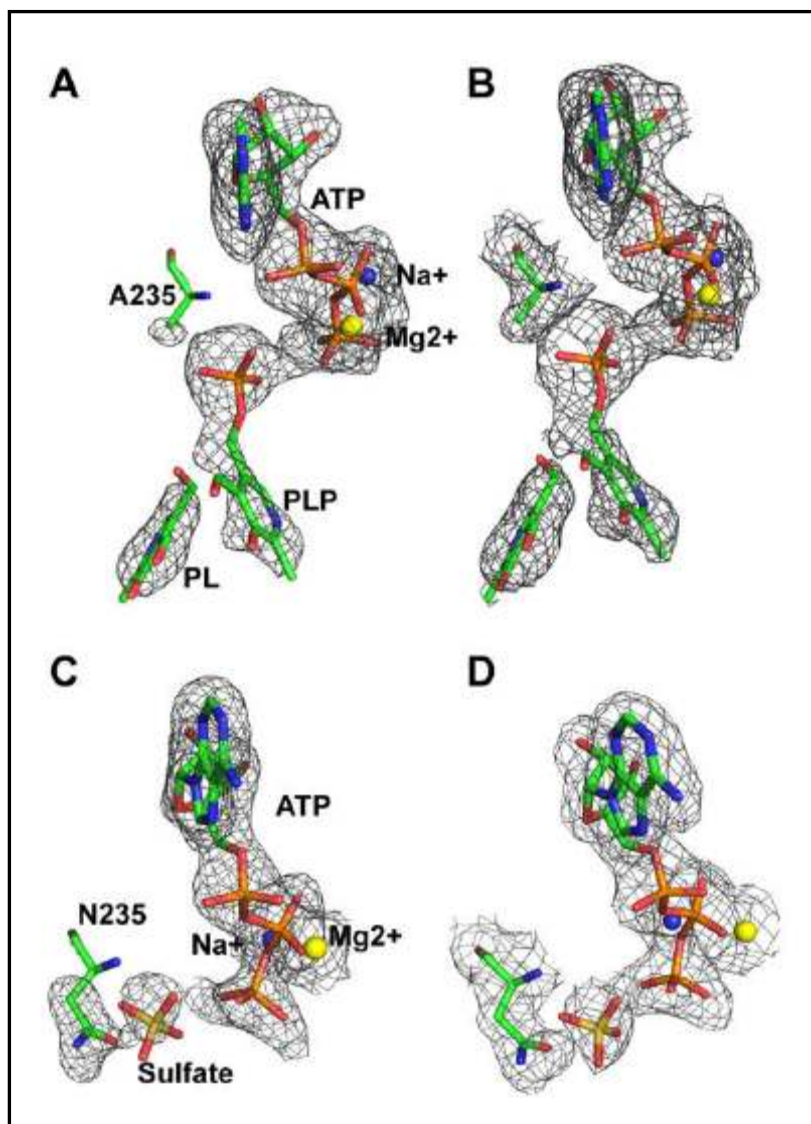 A
B
ATP
A235
Na+
Mg2+
PLP
PL
C
D
ATP
N235
Na+
Mg2+
Sulfate